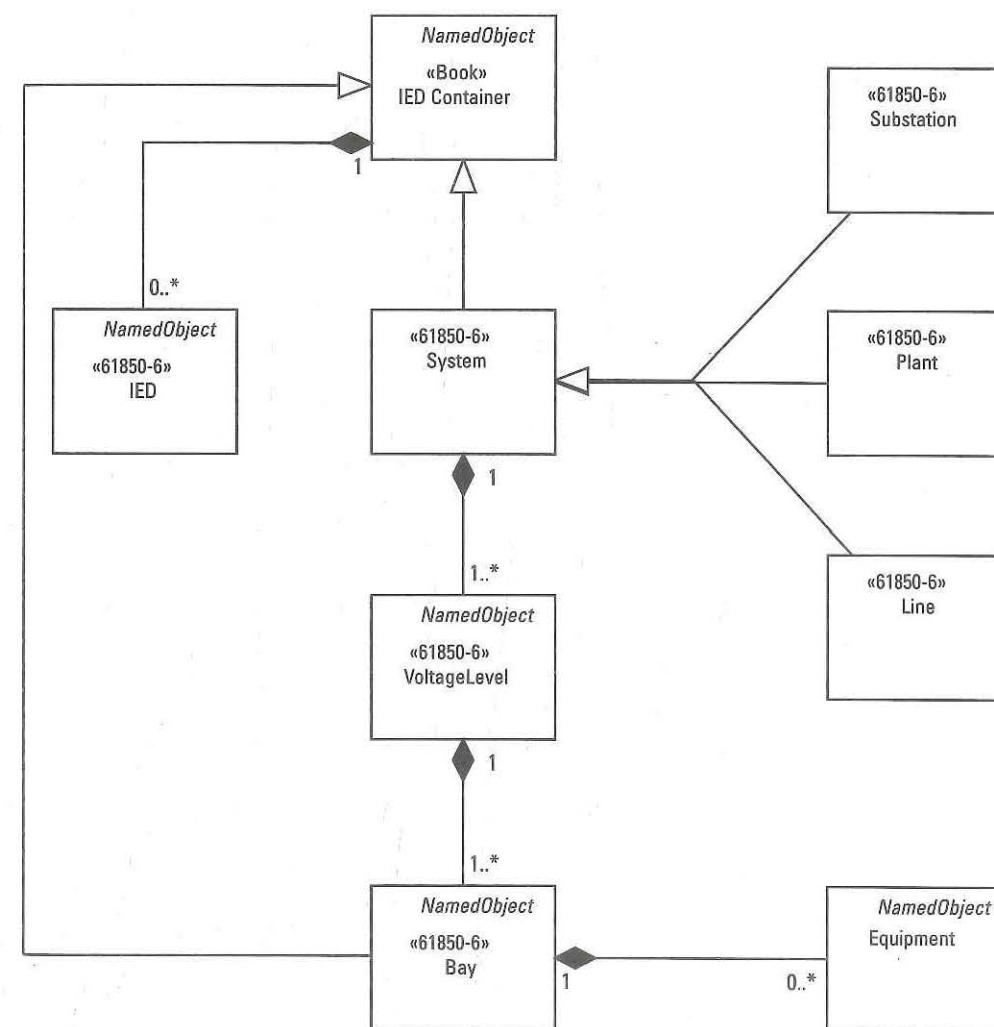 NamedObject
«Book»
IED Container
1
0..*
NamedObject
«61850-6»
IED
«61850-6»
System
1
1..*
NamedObject
«61850-6»
VoltageLevel
1
1..*
NamedObject
«61850-6»
Bay
1
0..*
NamedObject
Equipment
«61850-6»
Substation
«61850-6»
Plant
«61850-6»
Line